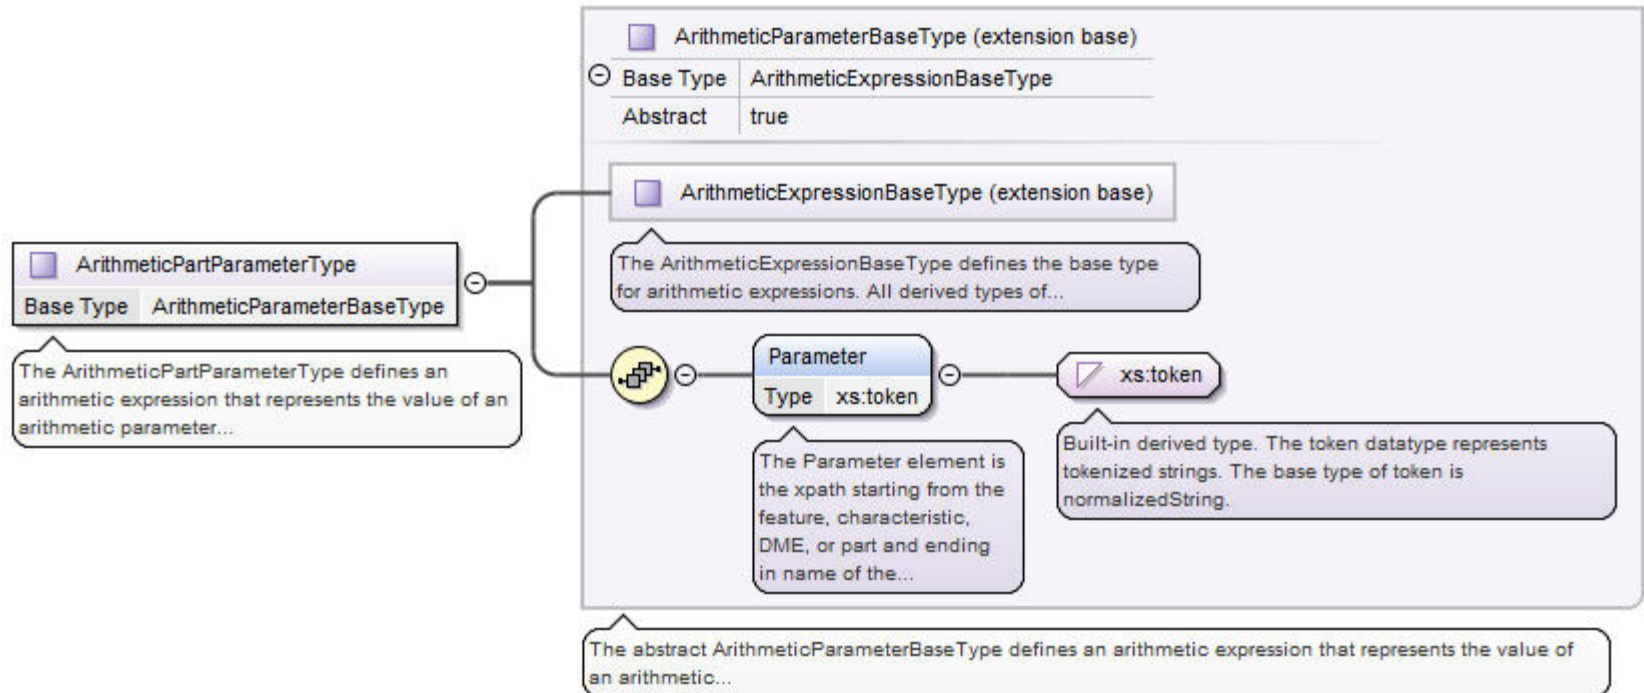 ArithmeticParameterBaseType (extension base)
Base Type ArithmeticExpressionBaseType
Abstract true
ArithmeticExpressionBaseType (extension base)
The ArithmeticExpressionBaseType defines the base type
for arithmetic expressions. All derived types of...
ArithmeticPartParameterType
Base Type ArithmeticParameterBaseType
The ArithmeticPartParameterType defines an
arithmetic expression that represents the value of an
arithmetic parameter...
Parameter
Type xs:token
xs:token
The Parameter element is
the xpath starting from the
feature, characteristic,
DME, or part and ending
in name of the...
Built-in derived type. The token datatype represents
tokenized strings. The base type of token is
normalizedString.
The abstract ArithmeticParameterBaseType defines an arithmetic expression that represents the value of
an arithmetic...